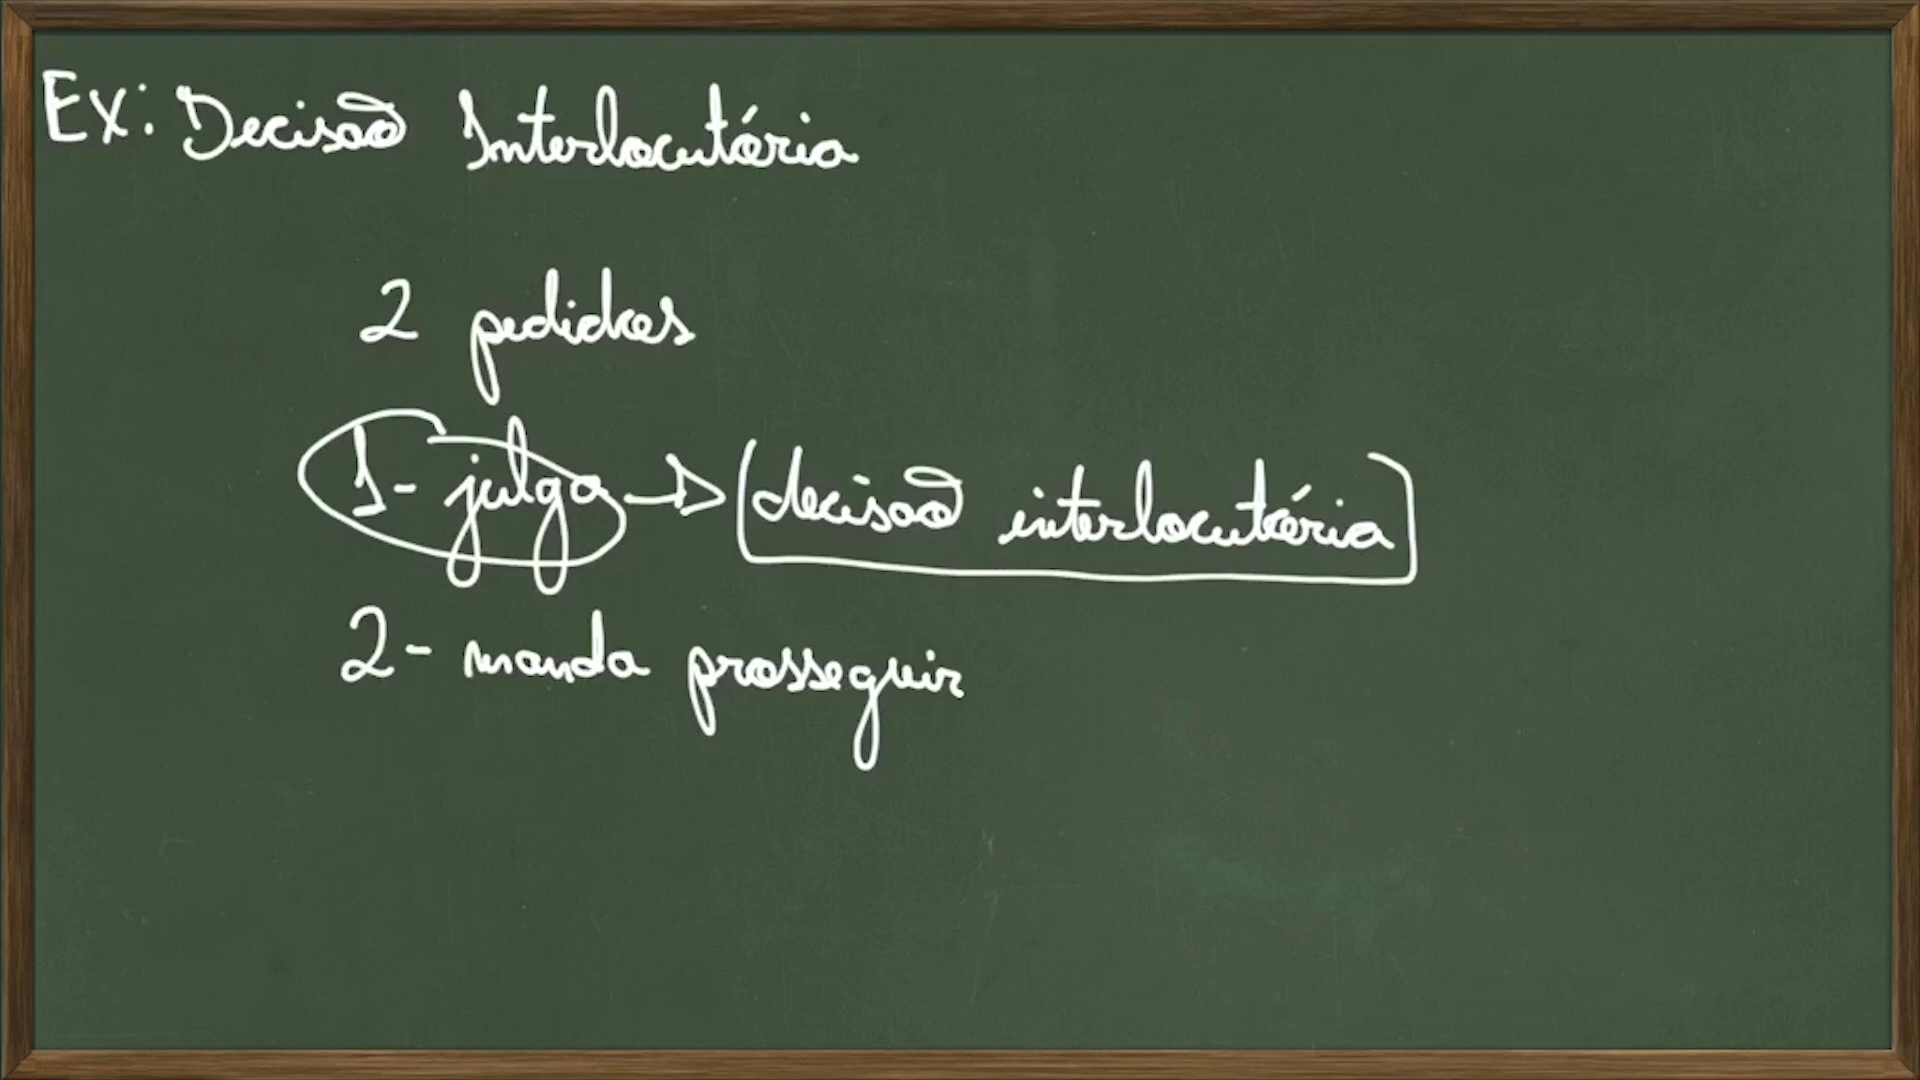 Ex: Decisão Interlocutória
2 pedidos
1- julga → decisão interlocutória
2- manda prosseguir